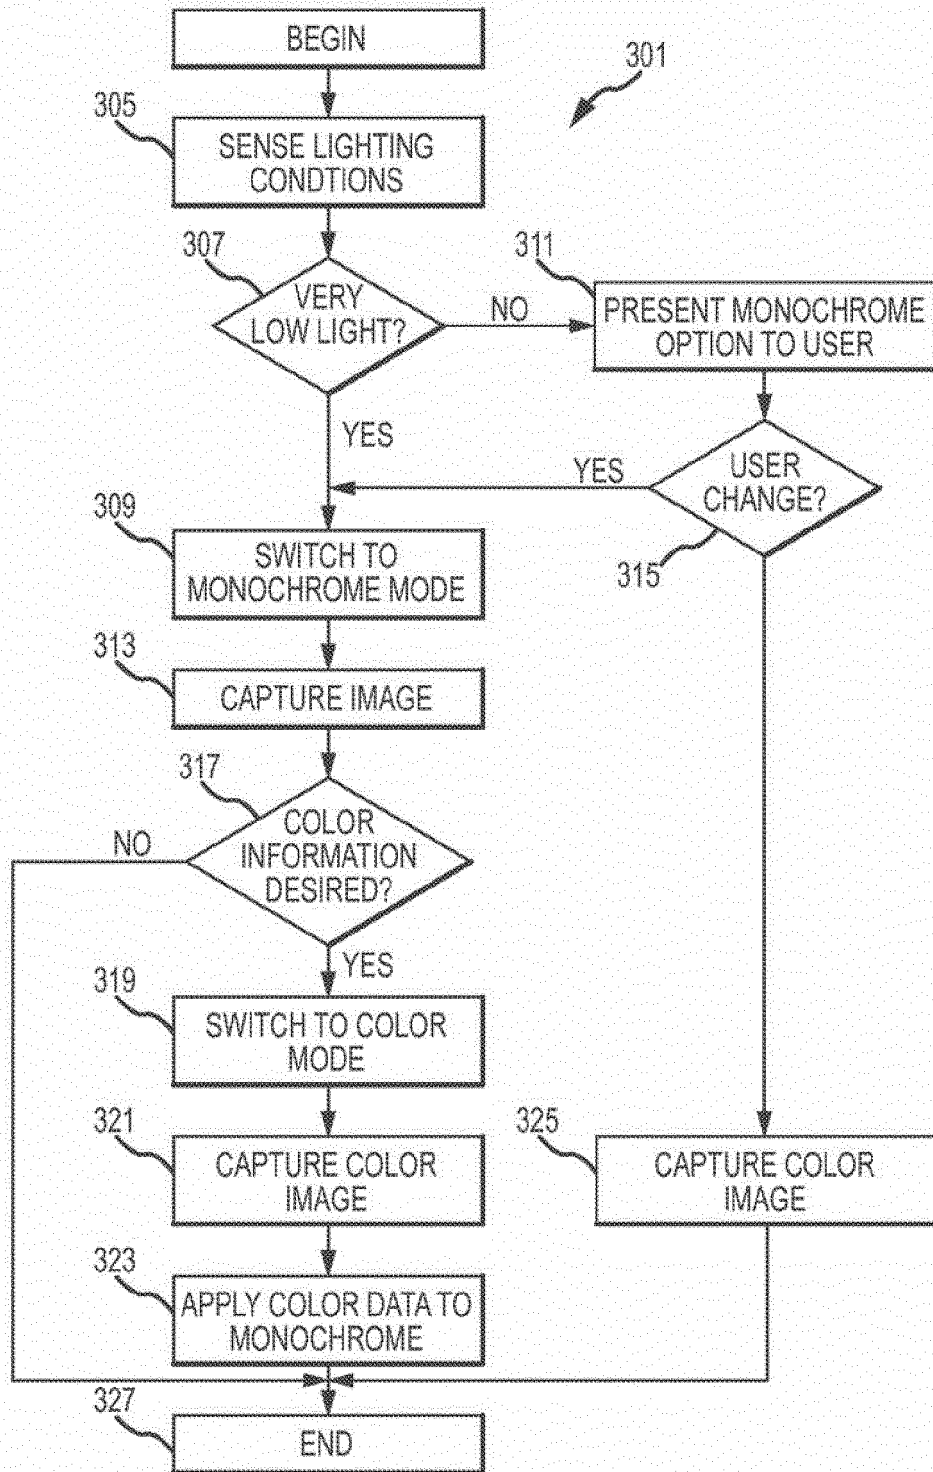 BEGIN
301
305
SENSE LIGHTING
CONDTIONS
307
VERY
LOW LIGHT?
NO
311
PRESENT MONOCHROME
OPTION TO USER
YES
YES
USER
CHANGE?
315
309
SWITCH TO
MONOCHROME MODE
313
CAPTURE IMAGE
317
COLOR
INFORMATION
DESIRED?
NO
YES
319
SWITCH TO COLOR
MODE
321
CAPTURE COLOR
IMAGE
325
CAPTURE COLOR
IMAGE
323
APPLY COLOR DATA TO
MONOCHROME
327
END